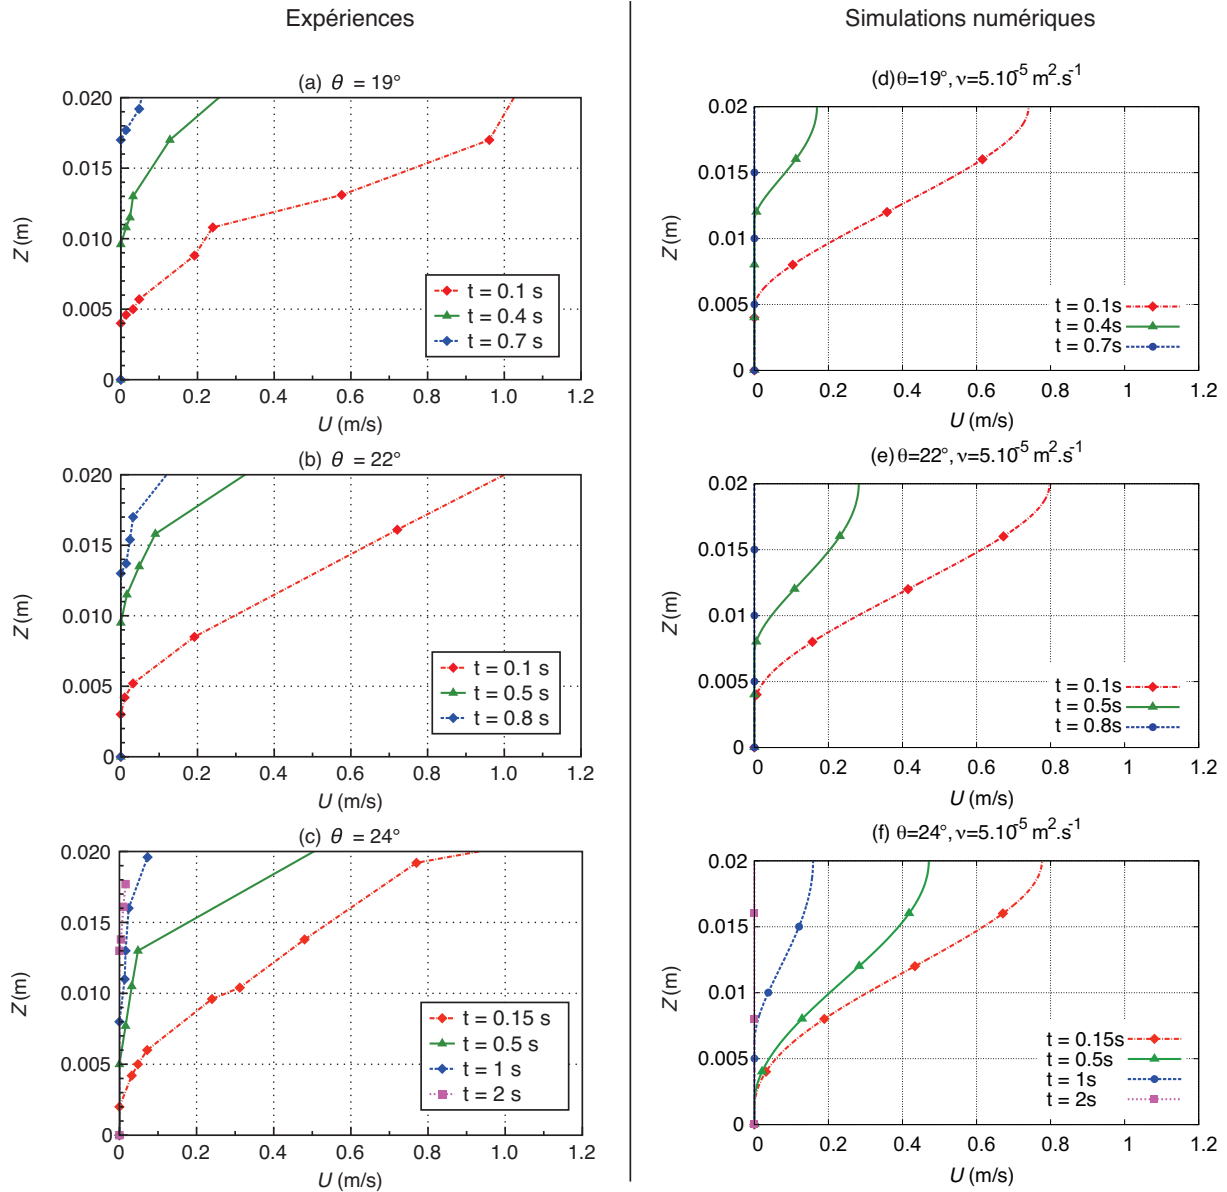 Expériences
Simulations numériques
(a) θ = 19°
0.020
0.015
0.010
0.005
0
Z (m)
t = 0.1 s
t = 0.4 s
t = 0.7 s
0 0.2 0.4 0.6 0.8 1.0 1.2
U (m/s)
(b) θ = 22°
0.020
0.015
0.010
0.005
0
Z (m)
t = 0.1 s
t = 0.5 s
t = 0.8 s
0 0.2 0.4 0.6 0.8 1.0 1.2
U (m/s)
(c) θ = 24°
0.020
0.015
0.010
0.005
0
Z (m)
t = 0.15 s
t = 0.5 s
t = 1 s
t = 2 s
0 0.2 0.4 0.6 0.8 1.0 1.2
U (m/s)
(d) θ=19°, ν=5.10⁻⁵ m².s⁻¹
0.02
0.015
0.01
0.005
0
Z (m)
t = 0.1s
t = 0.4s
t = 0.7s
0 0.2 0.4 0.6 0.8 1 1.2
U (m/s)
(e) θ=22°, ν=5.10⁻⁵ m².s⁻¹
0.02
0.015
0.01
0.005
0
Z (m)
t = 0.1s
t = 0.5s
t = 0.8s
0 0.2 0.4 0.6 0.8 1 1.2
U (m/s)
(f) θ=24°, ν=5.10⁻⁵ m².s⁻¹
0.02
0.015
0.01
0.005
0
Z (m)
t = 0.15s
t = 0.5s
t = 1s
t = 2s
0 0.2 0.4 0.6 0.8 1 1.2
U (m/s)